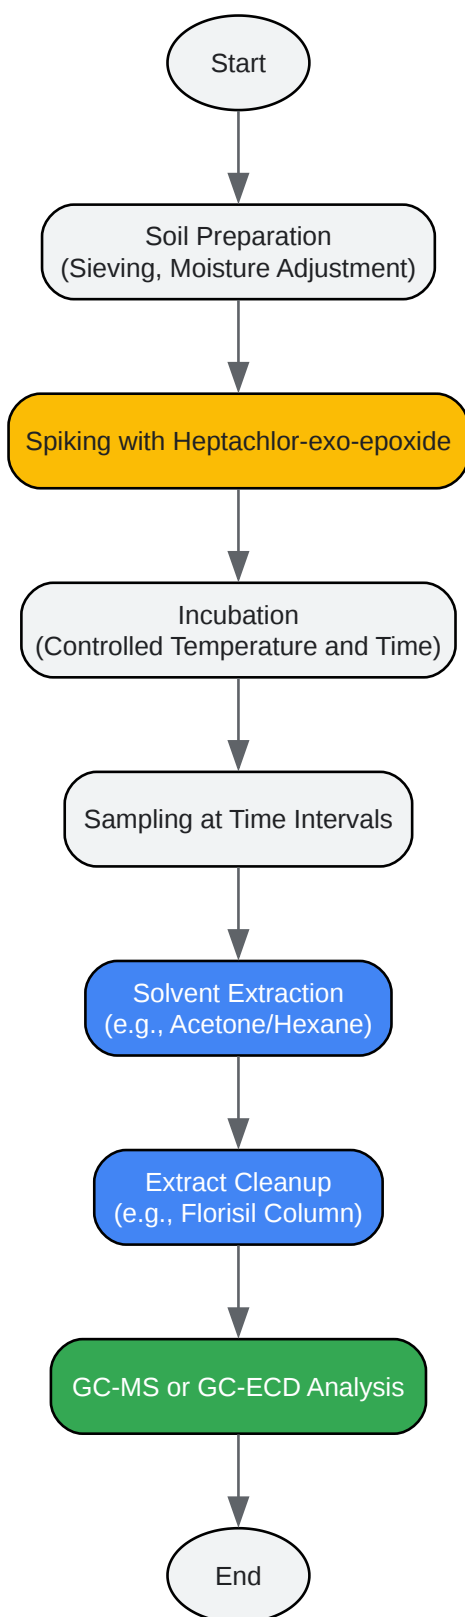 Start
Soil Preparation
(Sieving, Moisture Adjustment)
Spiking with Heptachlor-exo-epoxide
Incubation
(Controlled Temperature and Time)
Sampling at Time Intervals
Solvent Extraction
(e.g., Acetone/Hexane)
Extract Cleanup
(e.g., Florisil Column)
GC-MS or GC-ECD Analysis
End